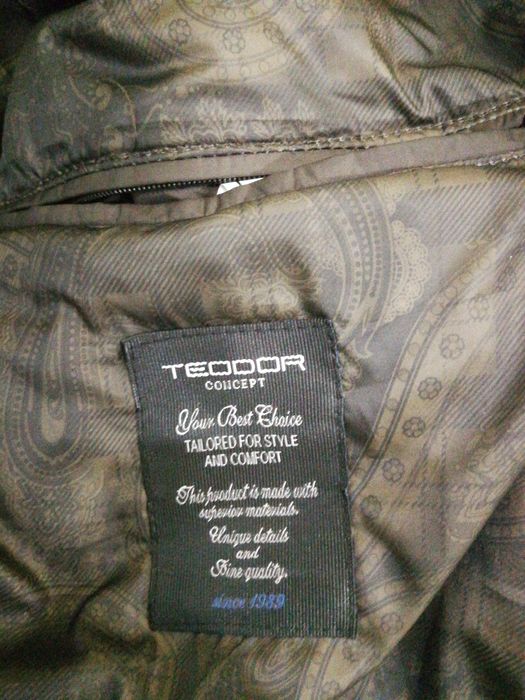 TEODOR
CONCEPT
Your Best Choice
TAILORED FOR STYLE
AND COMFORT
This product is made with
superior materials.
Unique details
and
Fine quality.
since 1989